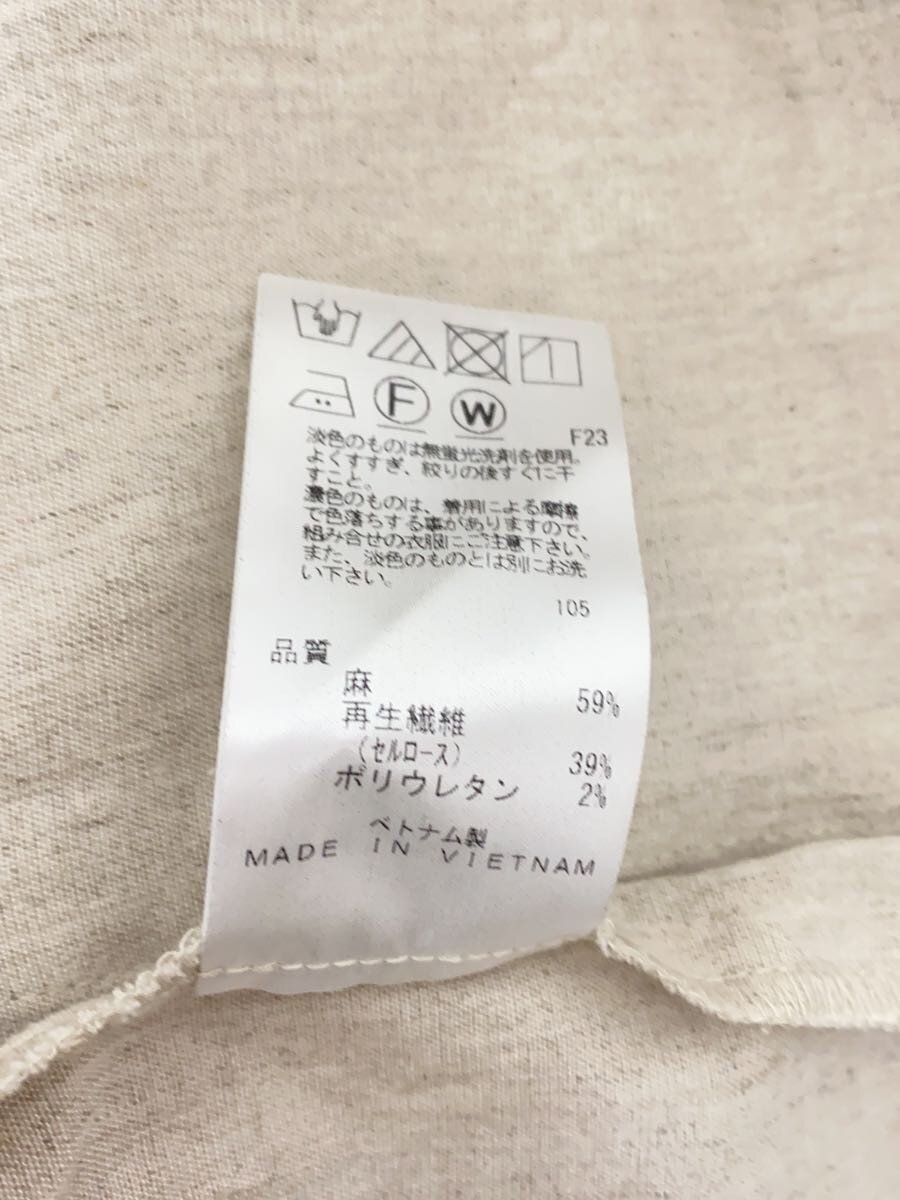 F W
F23
淡色のものは無蛍光洗剤を使用。
よくすすぎ、絞りの後すぐに干
すこと。
濃色のものは、着用による摩擦
で色落ちする事がありますので、
組み合せの衣服にご注意下さい。
また、淡色のものとは別にお洗
い下さい。
105
品質
麻 59%
再生繊維
(セルロース) 39%
ポリウレタン 2%
ベトナム製
MADE IN VIETNAM